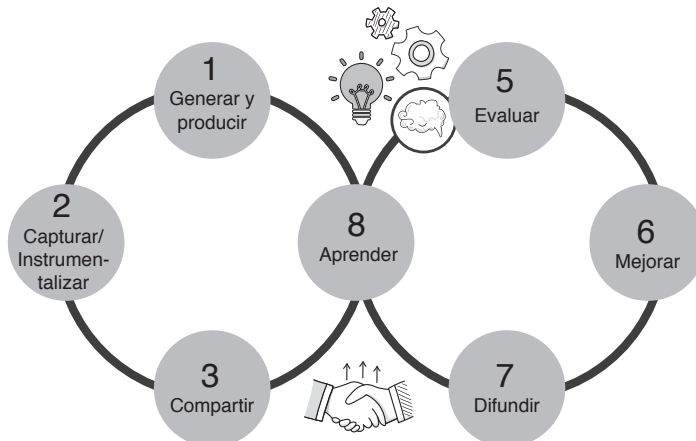 1
Generar y
producir
2
Capturar/
Instrumen-
talizar
3
Compartir
8
Aprender
5
Evaluar
6
Mejorar
7
Difundir